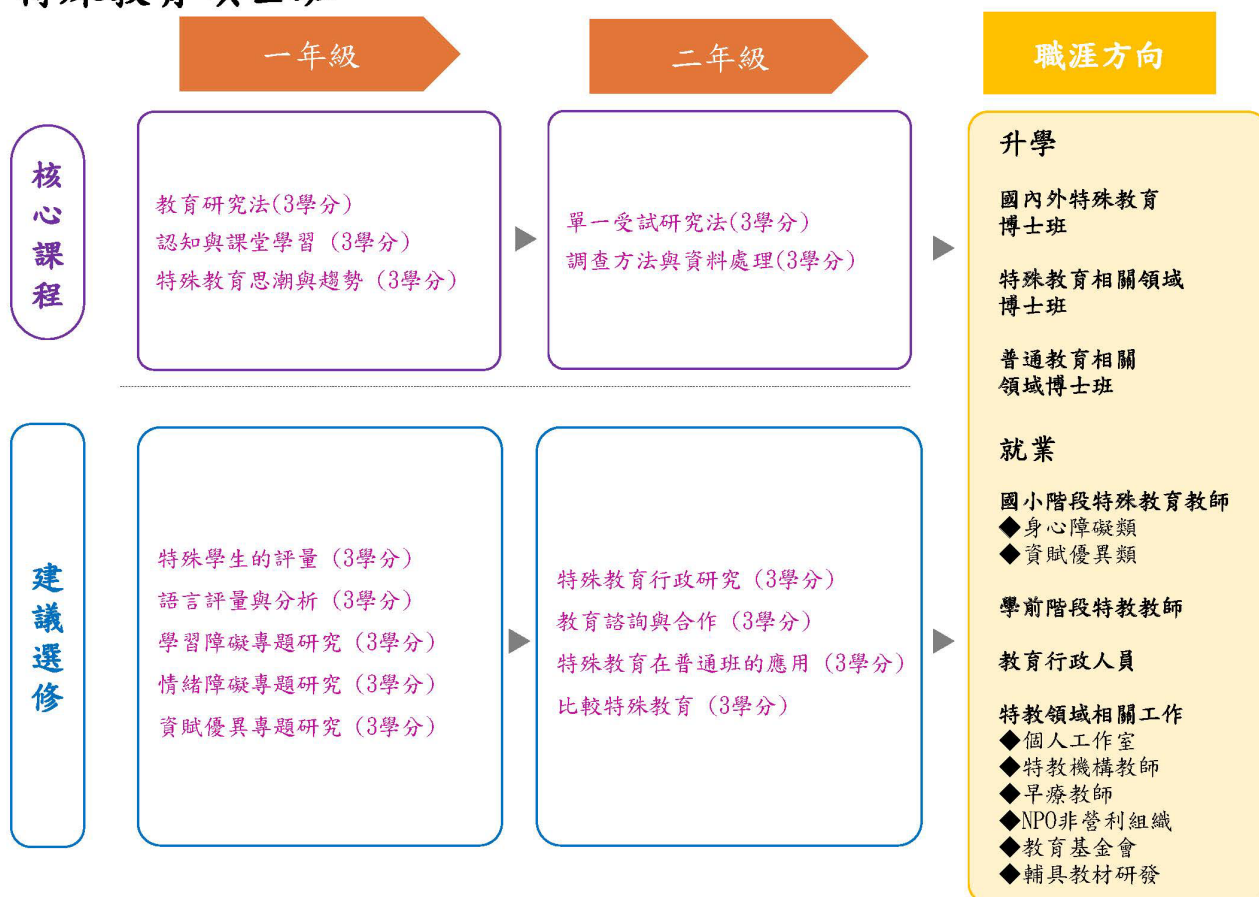 特殊教育碩士班
一年級
二年級
職涯方向
核心課程
教育研究法(3學分)
認知與課堂學習 (3學分)
特殊教育思潮與趨勢 (3學分)
單一受試研究法(3學分)
調查方法與資料處理(3學分)
建議選修
特殊學生的評量 (3學分)
語言評量與分析 (3學分)
學習障礙專題研究 (3學分)
情緒障礙專題研究 (3學分)
資賦優異專題研究 (3學分)
特殊教育行政研究 (3學分)
教育諮詢與合作 (3學分)
特殊教育在普通班的應用 (3學分)
比較特殊教育 (3學分)
升學
國內外特殊教育
博士班
特殊教育相關領域
博士班
普通教育相關
領域博士班
就業
國小階段特殊教育教師
◆身心障礙類
◆資賦優異類
學前階段特教教師
教育行政人員
特教領域相關工作
◆個人工作室
◆特教機構教師
◆早療教師
◆NPO非營利組織
◆教育基金會
◆輔具教材研發